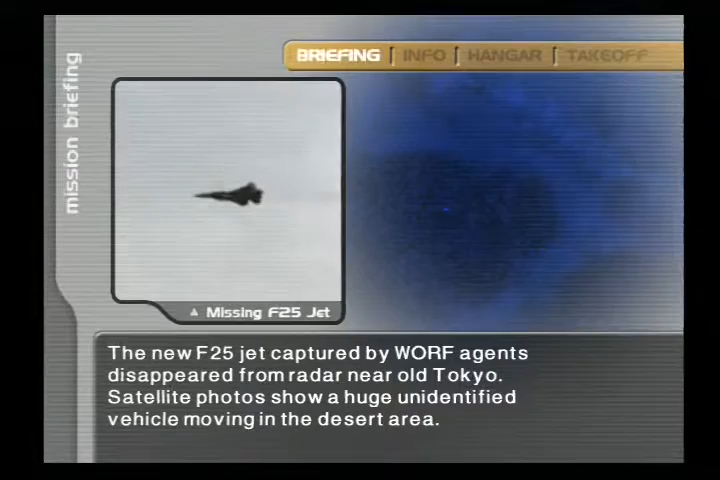 BRIEFING INFO HANGAR TAKEOFF
mission briefing
▲ Missing F25 Jet
The new F25 jet captured by WORF agents
disappeared from radar near old Tokyo.
Satellite photos show a huge unidentified
vehicle moving in the desert area.